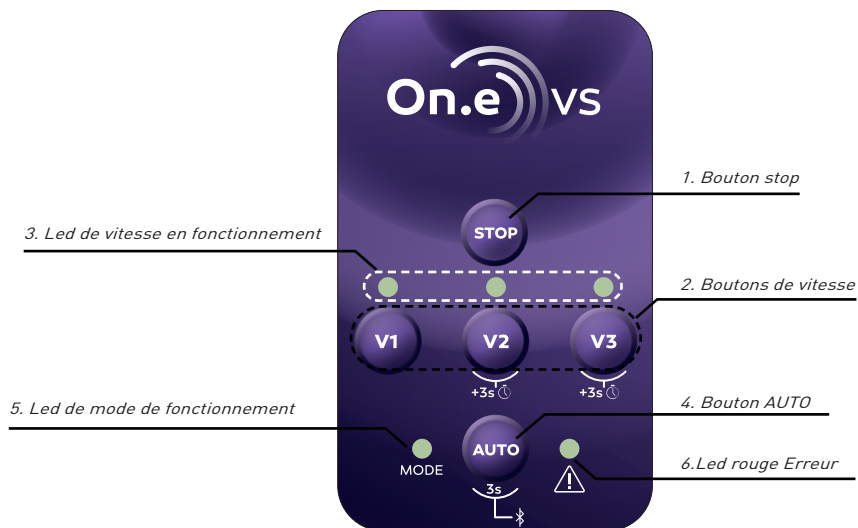 On.e VS
1. Bouton stop
STOP
3. Led de vitesse en fonctionnement
2. Boutons de vitesse
V1 V2 V3
+3s +3s
4. Bouton AUTO
5. Led de mode de fonctionnement
AUTO
MODE
6.Led rouge Erreur
3s